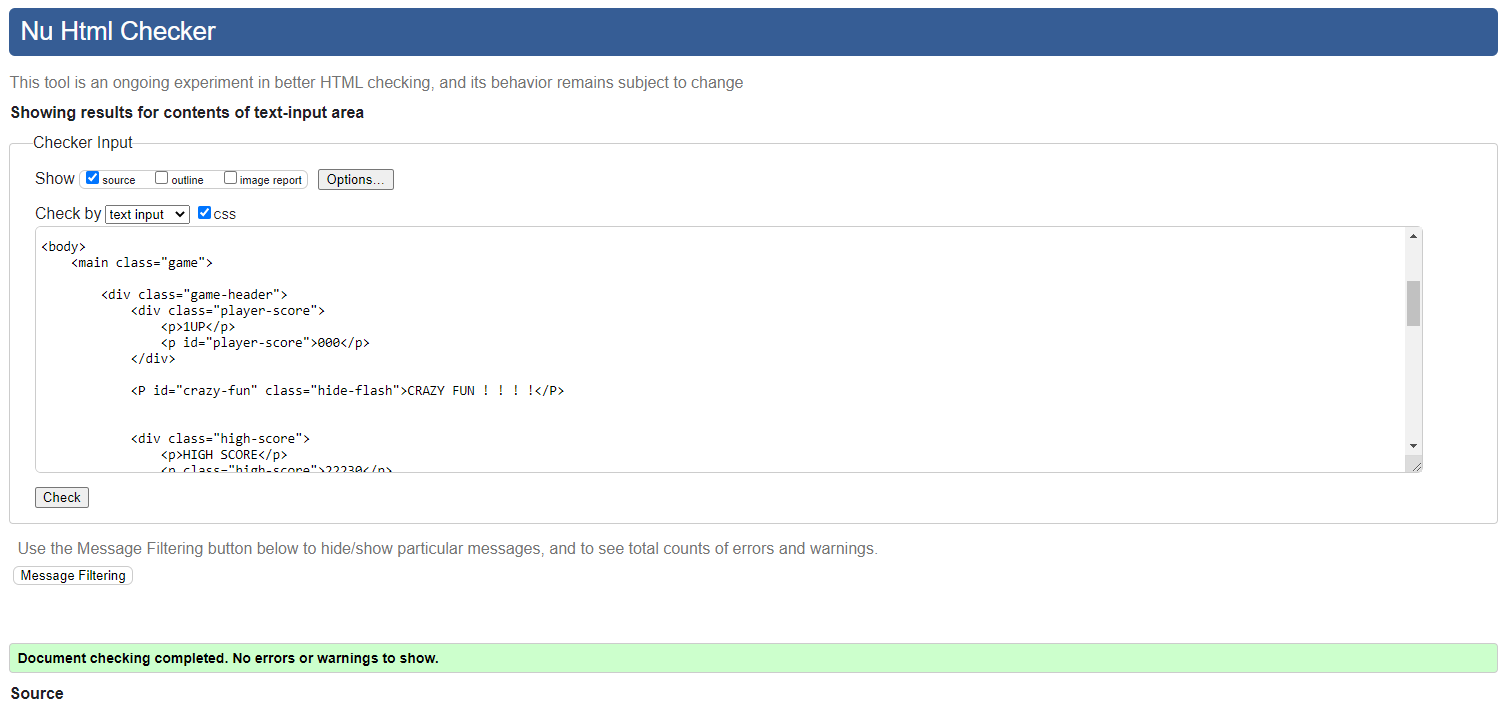 Nu Html Checker
This tool is an ongoing experiment in better HTML checking, and its behavior remains subject to change
Showing results for contents of text-input area
Checker Input
Show source outline image report Options...
Check by text input css
<body>
<main class="game">
<div class="game-header">
<div class="player-score">
<p>1UP</p>
<p id="player-score">000</p>
</div>
<P id="crazy-fun" class="hide-flash">CRAZY FUN ! ! ! !</P>
<div class="high-score">
<p>HIGH SCORE</p>
<p class="high-score">22230</p>
Check
Use the Message Filtering button below to hide/show particular messages, and to see total counts of errors and warnings.
Message Filtering
Document checking completed. No errors or warnings to show.
Source